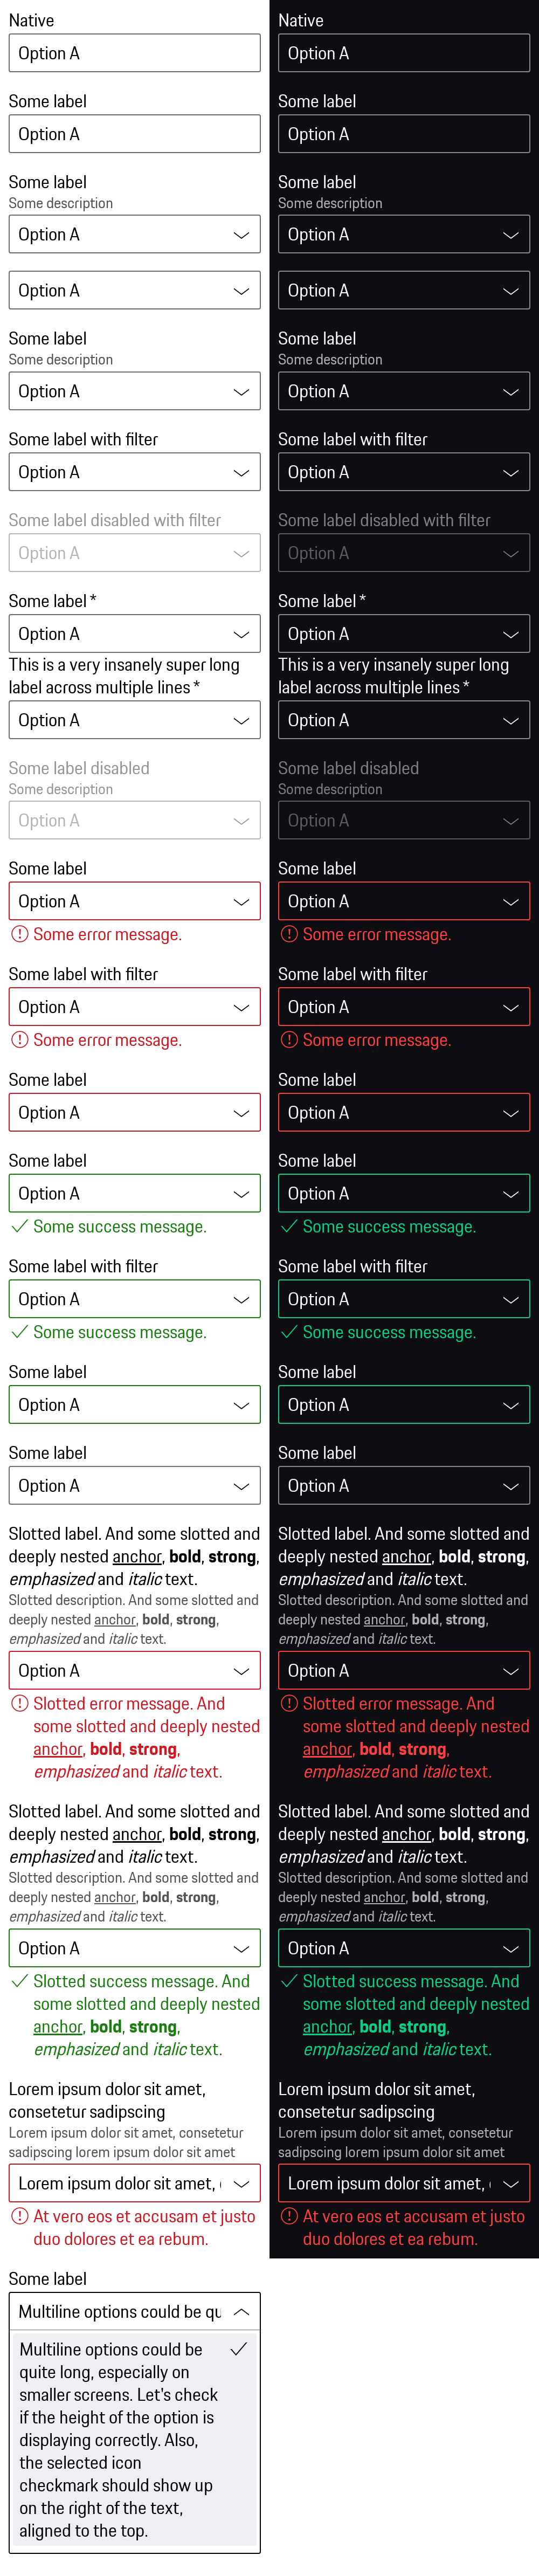 Native
Option A
Some label
Option A
Some label
Some description
Option A
Option A
Some label
Some description
Option A
Some label with filter
Option A
Some label disabled with filter
Option A
Some label *
Option A
This is a very insanely super long
label across multiple lines *
Option A
Some label disabled
Some description
Option A
Some label
Option A
Some error message.
Some label with filter
Option A
Some error message.
Some label
Option A
Some label
Option A
Some success message.
Some label with filter
Option A
Some success message.
Some label
Option A
Some label
Option A
Slotted label. And some slotted and
deeply nested anchor, bold, strong,
emphasized and italic text.
Slotted description. And some slotted and
deeply nested anchor, bold, strong,
emphasized and italic text.
Option A
Slotted error message. And
some slotted and deeply nested
anchor, bold, strong,
emphasized and italic text.
Slotted label. And some slotted and
deeply nested anchor, bold, strong,
emphasized and italic text.
Slotted description. And some slotted and
deeply nested anchor, bold, strong,
emphasized and italic text.
Option A
Slotted success message. And
some slotted and deeply nested
anchor, bold, strong,
emphasized and italic text.
Lorem ipsum dolor sit amet,
consetetur sadipscing
Lorem ipsum dolor sit amet, consetetur
sadipscing lorem ipsum dolor sit amet
Lorem ipsum dolor sit amet,
At vero eos et accusam et justo
duo dolores et ea rebum.
Some label
Multiline options could be qu
Multiline options could be
quite long, especially on
smaller screens. Let's check
if the height of the option is
displaying correctly. Also,
the selected icon
checkmark should show up
on the right of the text,
aligned to the top.
Native
Option A
Some label
Option A
Some label
Some description
Option A
Option A
Some label
Some description
Option A
Some label with filter
Option A
Some label disabled with filter
Option A
Some label *
Option A
This is a very insanely super long
label across multiple lines *
Option A
Some label disabled
Some description
Option A
Some label
Option A
Some error message.
Some label with filter
Option A
Some error message.
Some label
Option A
Some label
Option A
Some success message.
Some label with filter
Option A
Some success message.
Some label
Option A
Some label
Option A
Slotted label. And some slotted and
deeply nested anchor, bold, strong,
emphasized and italic text.
Slotted description. And some slotted and
deeply nested anchor, bold, strong,
emphasized and italic text.
Option A
Slotted error message. And
some slotted and deeply nested
anchor, bold, strong,
emphasized and italic text.
Slotted label. And some slotted and
deeply nested anchor, bold, strong,
emphasized and italic text.
Slotted description. And some slotted and
deeply nested anchor, bold, strong,
emphasized and italic text.
Option A
Slotted success message. And
some slotted and deeply nested
anchor, bold, strong,
emphasized and italic text.
Lorem ipsum dolor sit amet,
consetetur sadipscing
Lorem ipsum dolor sit amet, consetetur
sadipscing lorem ipsum dolor sit amet
Lorem ipsum dolor sit amet,
At vero eos et accusam et justo
duo dolores et ea rebum.